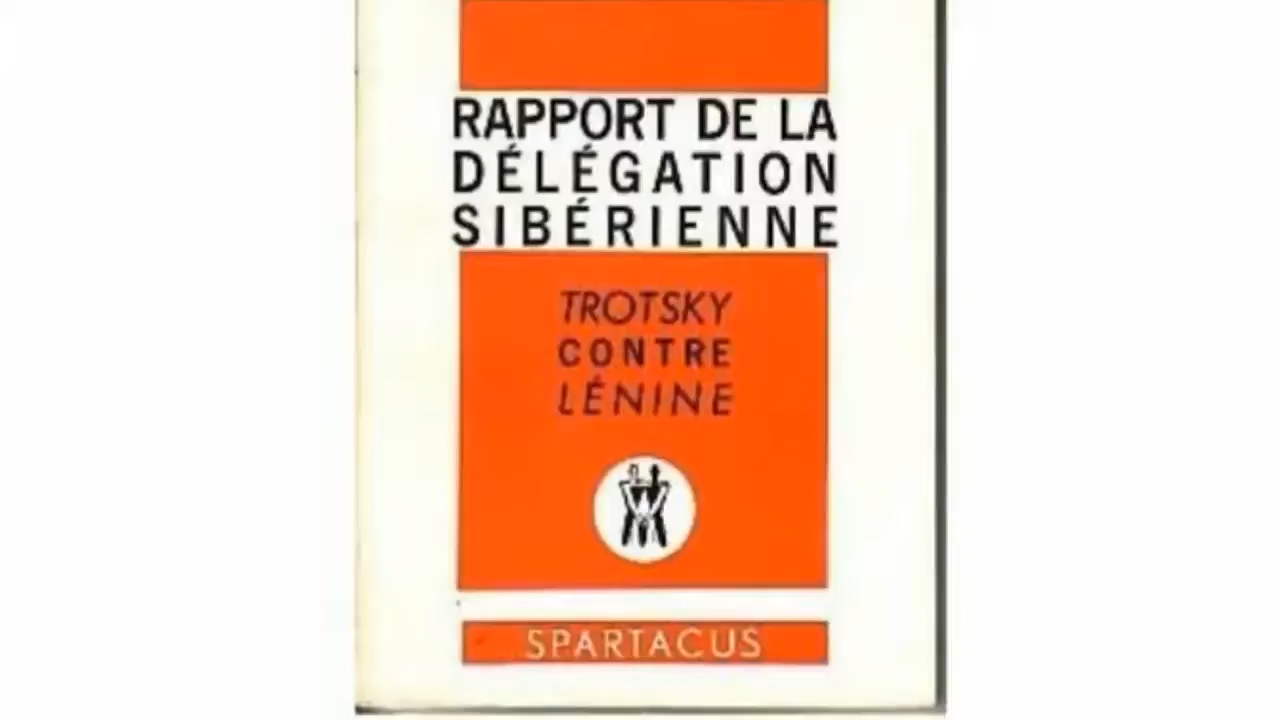 RAPPORT DE LA
DÉLÉGATION
SIBÉRIENNE
TROTSKY
CONTRE
LÉNINE
SPARTACUS